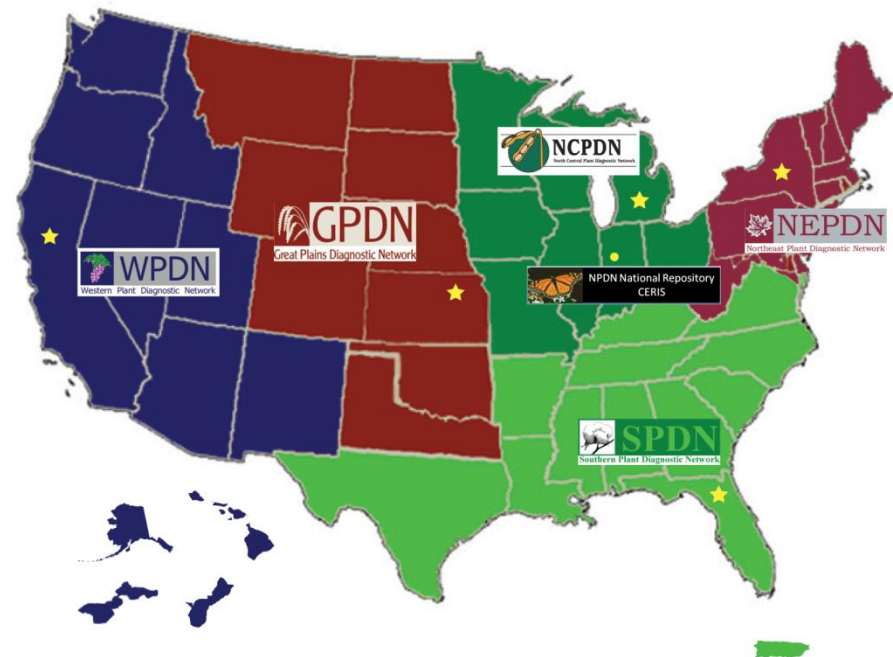 NCPDN
North Central Plant Diagnostic Network
GPDN
Great Plains Diagnostic Network
NEPDN
Northeast Plant Diagnostic Network
WPDN
Western Plant Diagnostic Network
NPDN National Repository
CERIS
SPDN
Southern Plant Diagnostic Network